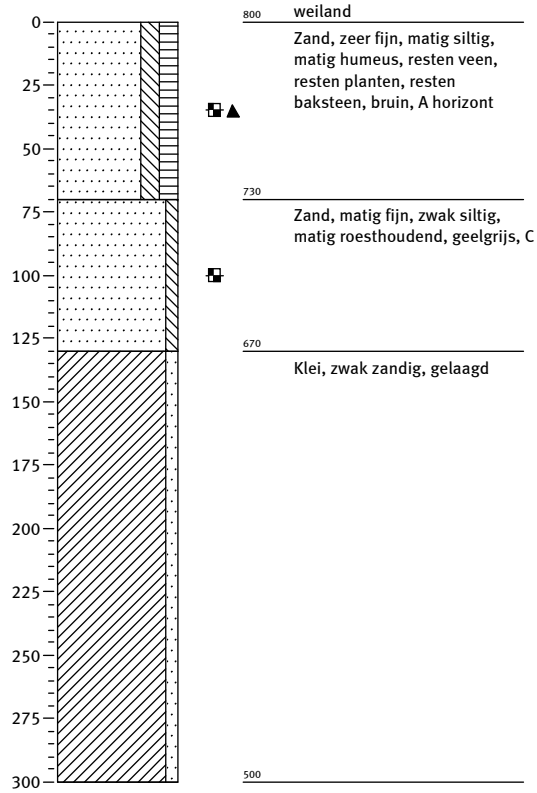 0
25
50
75
100
125
150
175
200
225
250
275
300
800
weiland
Zand, zeer fijn, matig siltig,
matig humeus, resten veen,
resten planten, resten
baksteen, bruin, A horizont
730
Zand, matig fijn, zwak siltig,
matig roesthoudend, geelgrijs, C
670
Klei, zwak zandig, gelaagd
500